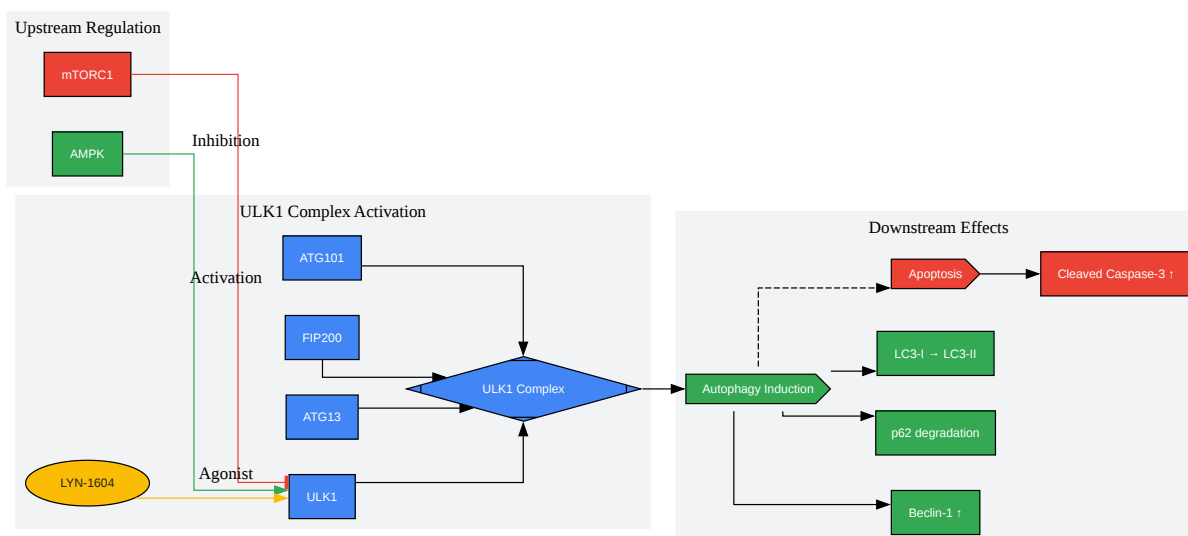 Upstream Regulation
mTORC1
AMPK
Inhibition
ULK1 Complex Activation
ATG101
Activation
FIP200
ATG13
ULK1 Complex
Agonist
LYN-1604
ULK1
Downstream Effects
Apoptosis
Cleaved Caspase-3 ↑
LC3-I → LC3-II
Autophagy Induction
p62 degradation
Beclin-1 ↑